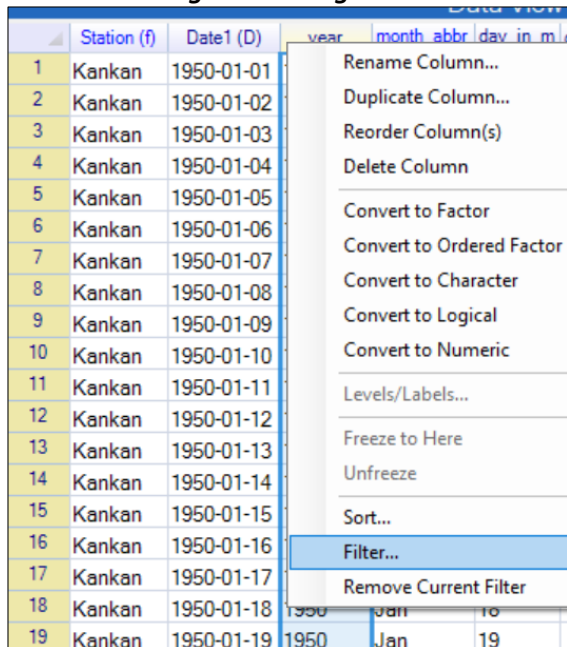 Data View
Station (f) Date1 (D) year month_abbr day_in_m
1 Kankan 1950-01-01
2 Kankan 1950-01-02
3 Kankan 1950-01-03
4 Kankan 1950-01-04
5 Kankan 1950-01-05
6 Kankan 1950-01-06
7 Kankan 1950-01-07
8 Kankan 1950-01-08
9 Kankan 1950-01-09
10 Kankan 1950-01-10
11 Kankan 1950-01-11
12 Kankan 1950-01-12
13 Kankan 1950-01-13
14 Kankan 1950-01-14
15 Kankan 1950-01-15
16 Kankan 1950-01-16
17 Kankan 1950-01-17
18 Kankan 1950-01-18 1950 Jan 18
19 Kankan 1950-01-19 1950 Jan 19
Rename Column...
Duplicate Column...
Reorder Column(s)
Delete Column
Convert to Factor
Convert to Ordered Factor
Convert to Character
Convert to Logical
Convert to Numeric
Levels/Labels...
Freeze to Here
Unfreeze
Sort...
Filter...
Remove Current Filter